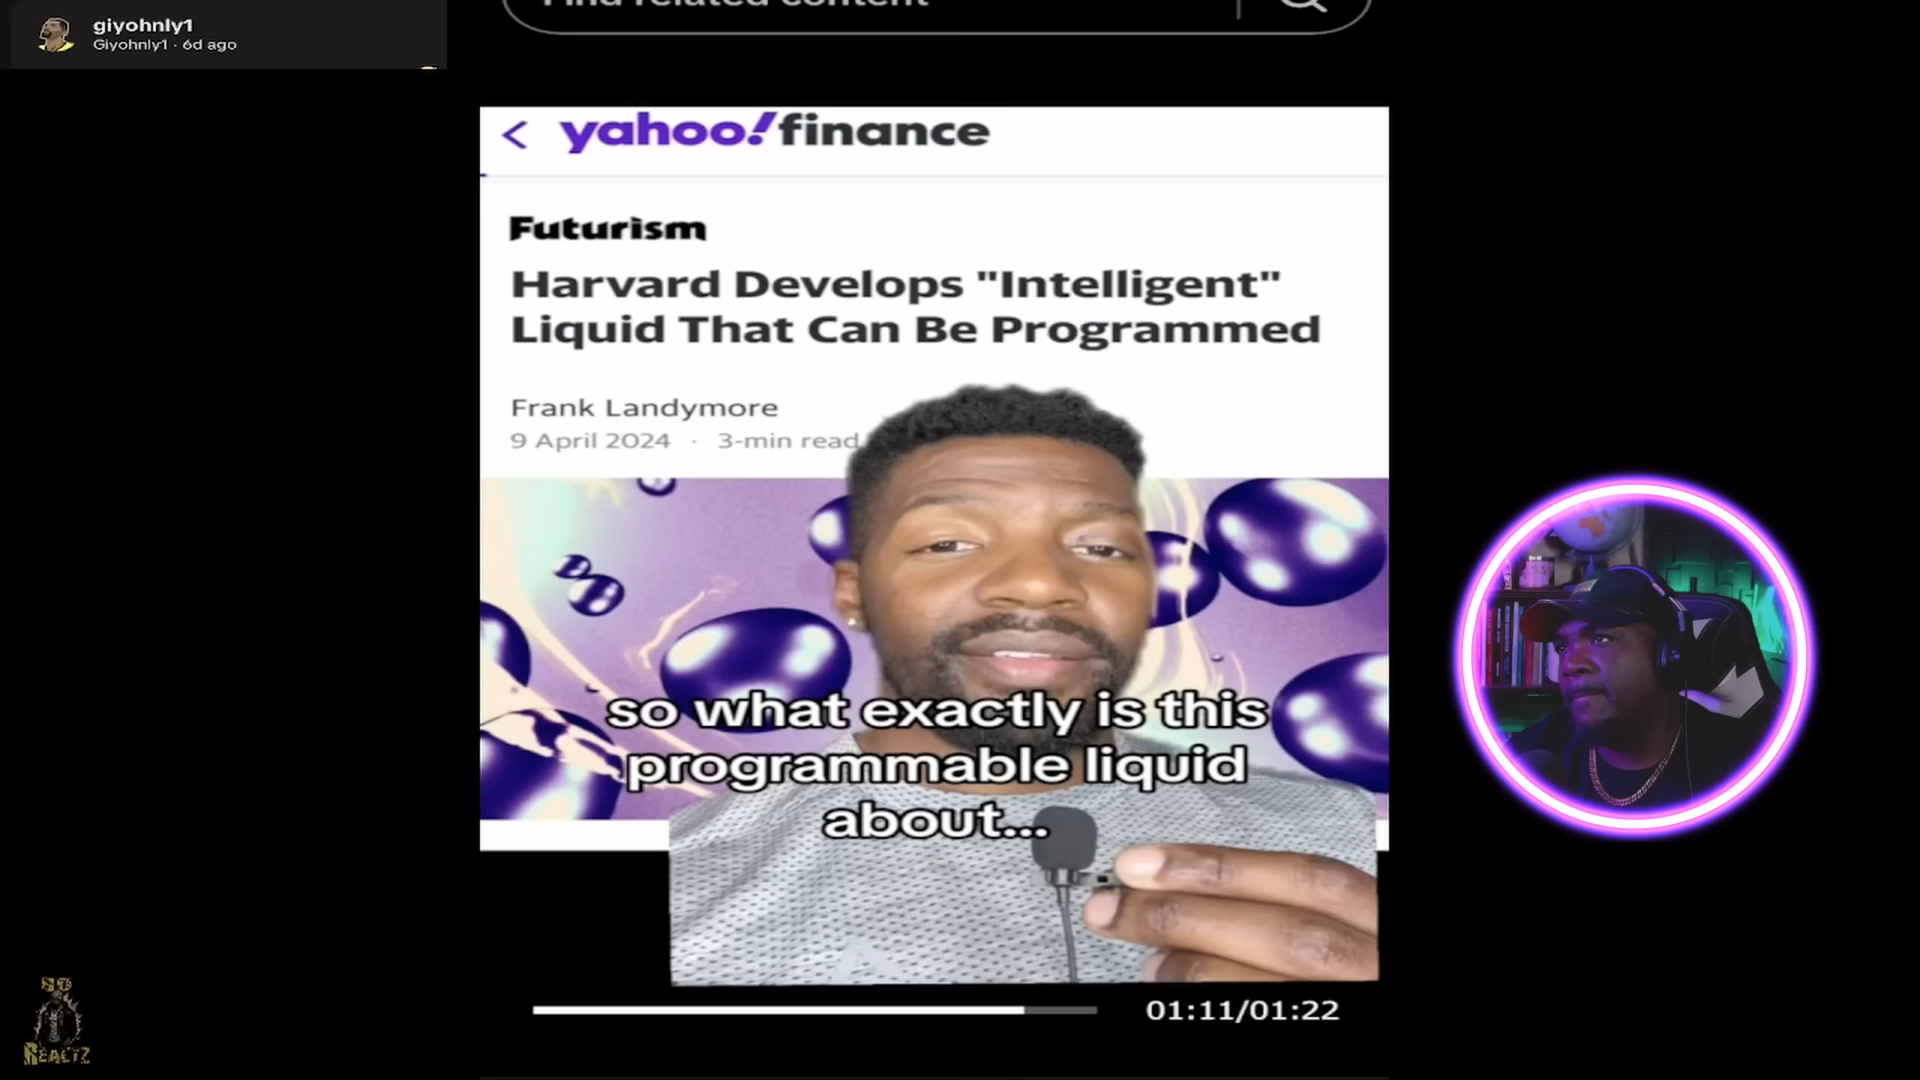 giyohnly1
Giyohnly1 · 6d ago
Find related content
yahoo!finance
Futurism
Harvard Develops "Intelligent"
Liquid That Can Be Programmed
Frank Landymore
9 April 2024 · 3-min read
so what exactly is this
programmable liquid
about...
01:11/01:22
REACTZ